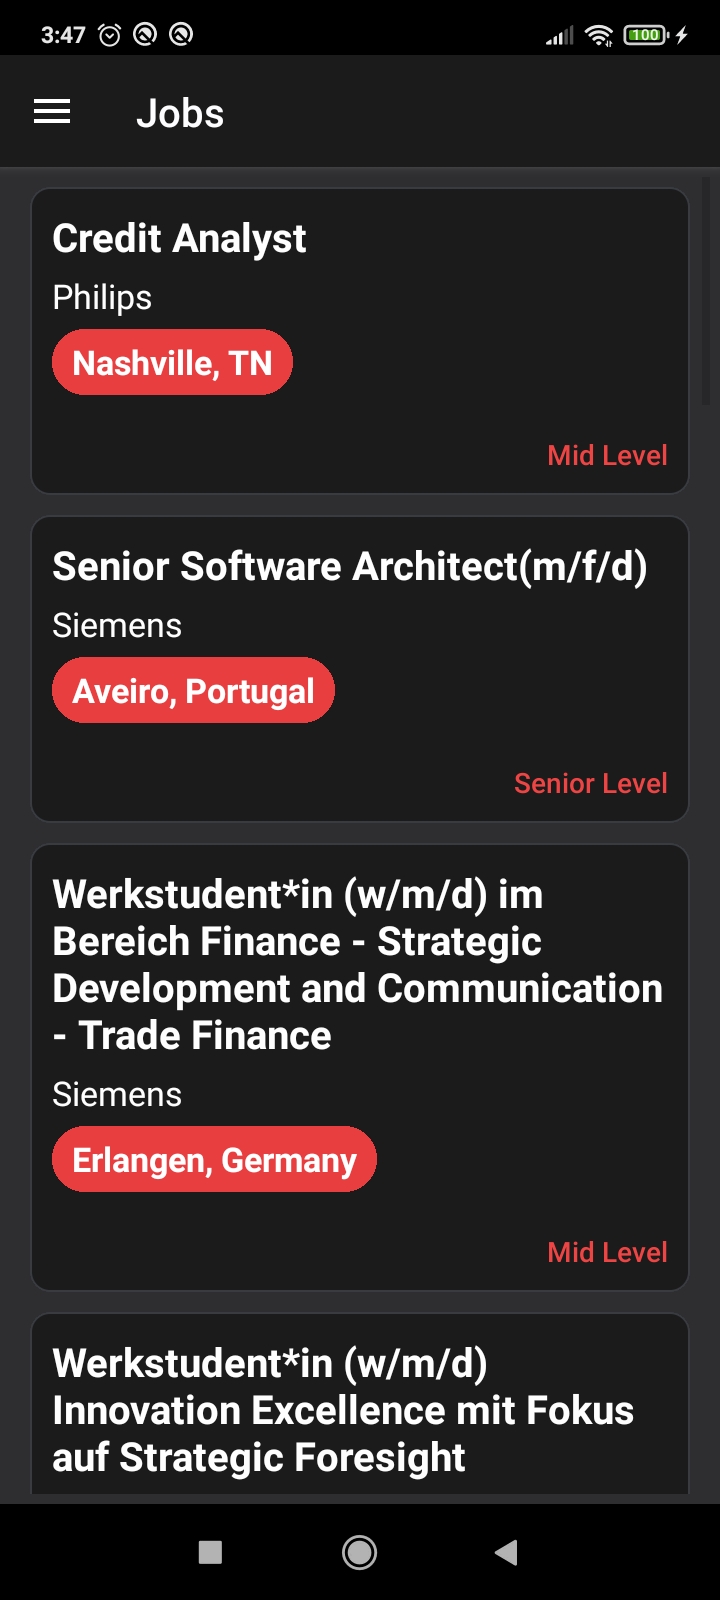 3:47
100
Jobs
Credit Analyst
Philips
Nashville, TN
Mid Level
Senior Software Architect(m/f/d)
Siemens
Aveiro, Portugal
Senior Level
Werkstudent*in (w/m/d) im
Bereich Finance - Strategic
Development and Communication
- Trade Finance
Siemens
Erlangen, Germany
Mid Level
Werkstudent*in (w/m/d)
Innovation Excellence mit Fokus
auf Strategic Foresight